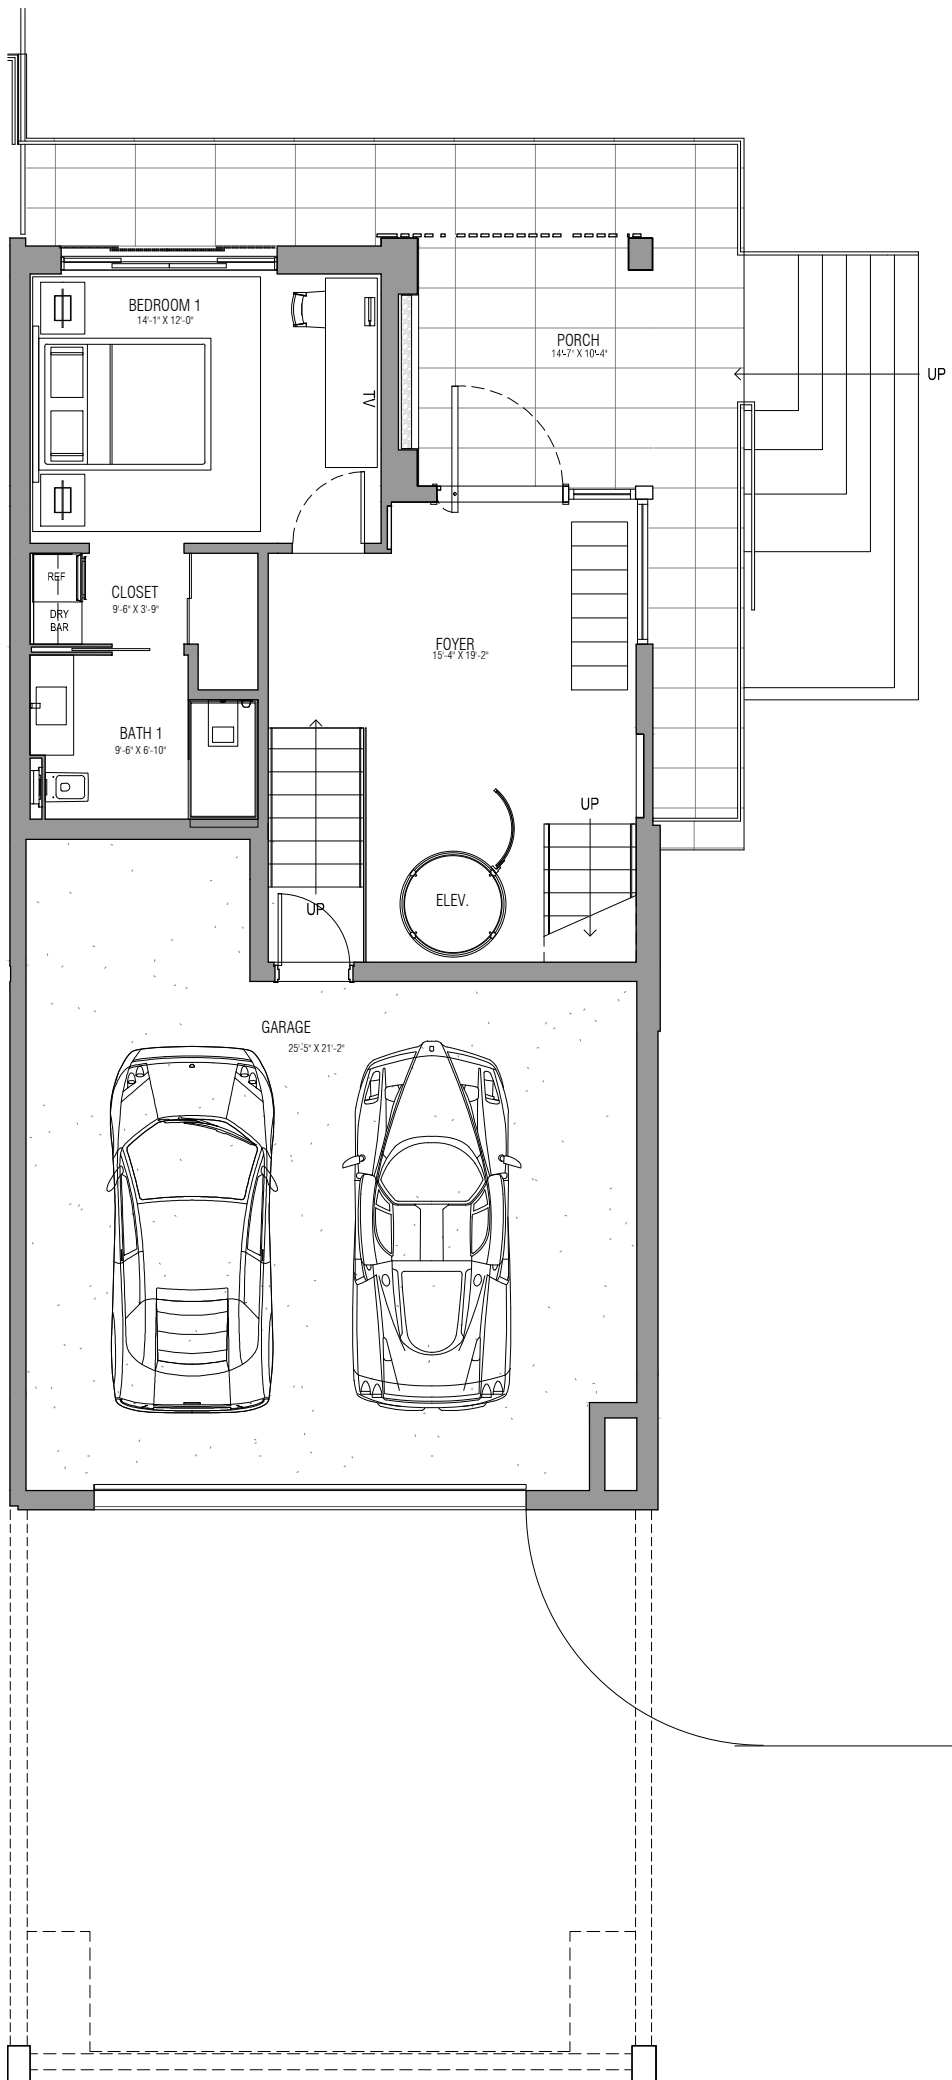 BEDROOM 1
14'-1" X 12'-0"
TV
PORCH
14'-7" X 10'-4"
UP
REF
DRY
BAR
CLOSET
9'-6" X 3'-9"
FOYER
15'-4" X 19'-2"
BATH 1
9'-6" X 6'-10"
UP
UP
ELEV.
GARAGE
25'-5" X 21'-2"